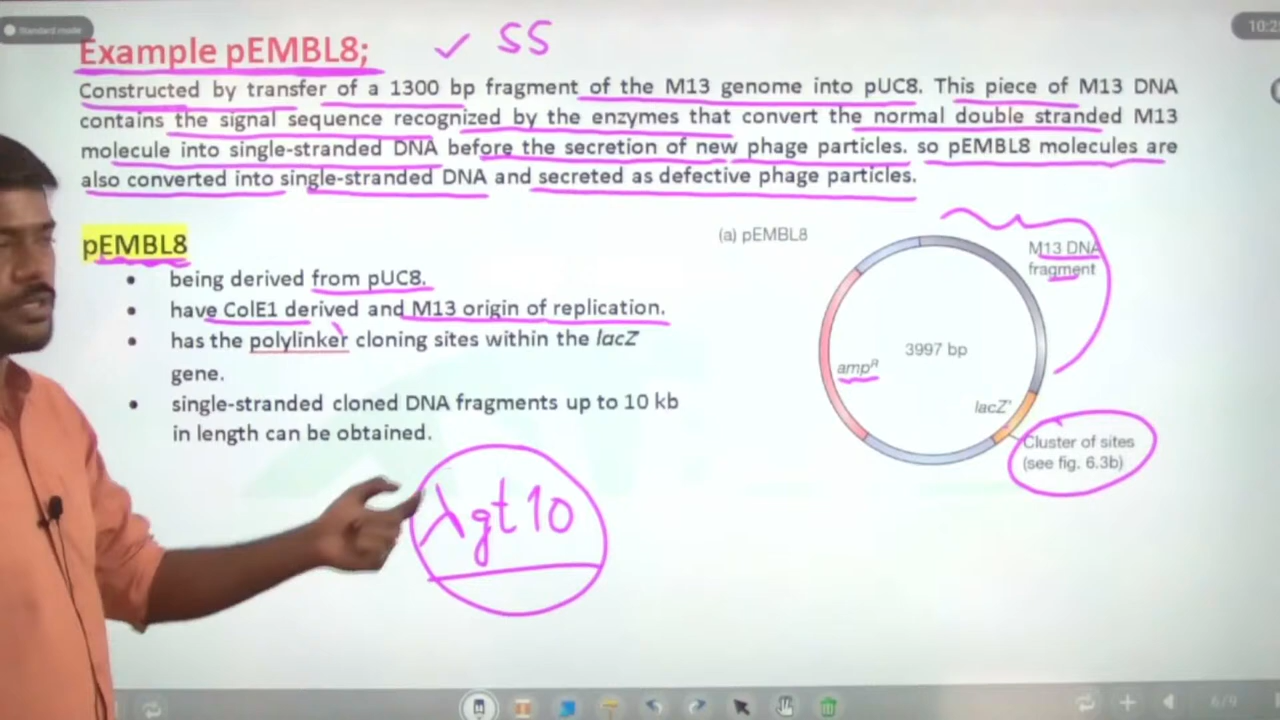 Standard mode
10:2
Example pEMBL8;
✓ SS
Constructed by transfer of a 1300 bp fragment of the M13 genome into pUC8. This piece of M13 DNA
contains the signal sequence recognized by the enzymes that convert the normal double stranded M13
molecule into single-stranded DNA before the secretion of new phage particles. so pEMBL8 molecules are
also converted into single-stranded DNA and secreted as defective phage particles.
pEMBL8
• being derived from pUC8.
• have ColE1 derived and M13 origin of replication.
• has the polylinker cloning sites within the lacZ
gene.
• single-stranded cloned DNA fragments up to 10 kb
in length can be obtained.
(a) pEMBL8
M13 DNA
fragment
3997 bp
ampᴿ
lacZ'
Cluster of sites
(see fig. 6.3b)
λgt10
6/9